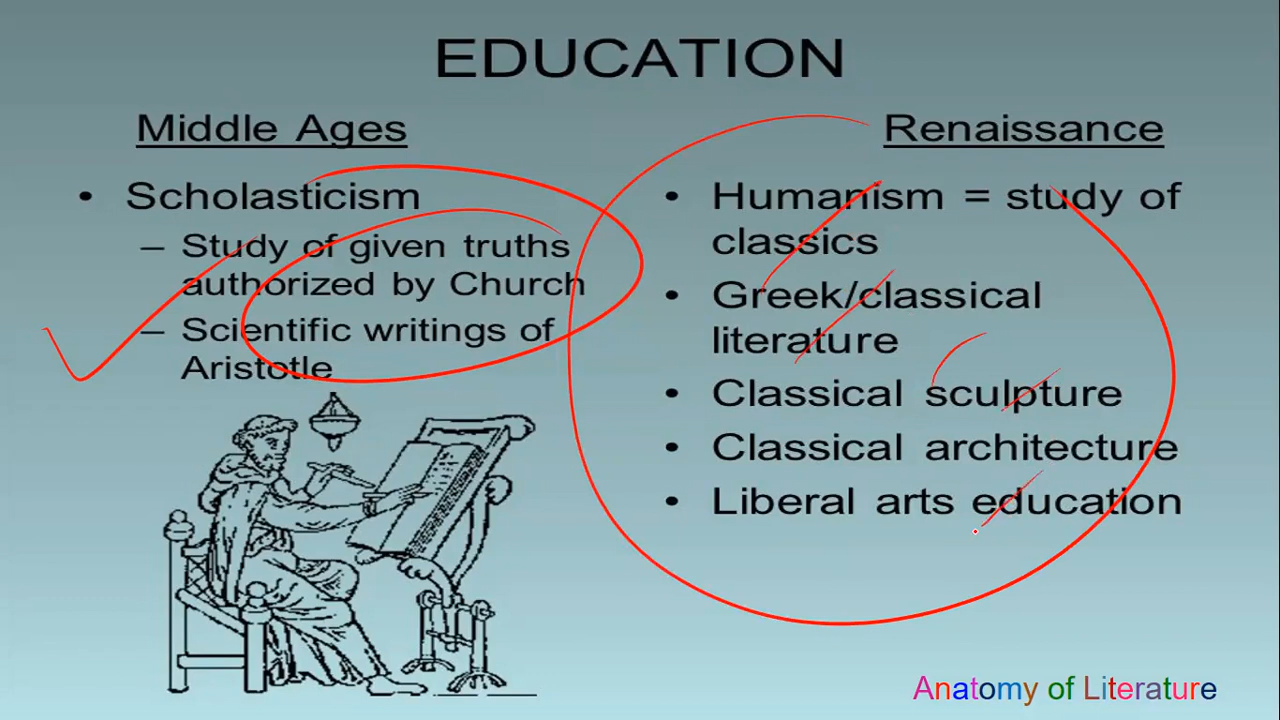 EDUCATION
Middle Ages
• Scholasticism
– Study of given truths
authorized by Church
– Scientific writings of
Aristotle
Renaissance
• Humanism = study of
classics
• Greek/classical
literature
• Classical sculpture
• Classical architecture
• Liberal arts education
Anatomy of Literature